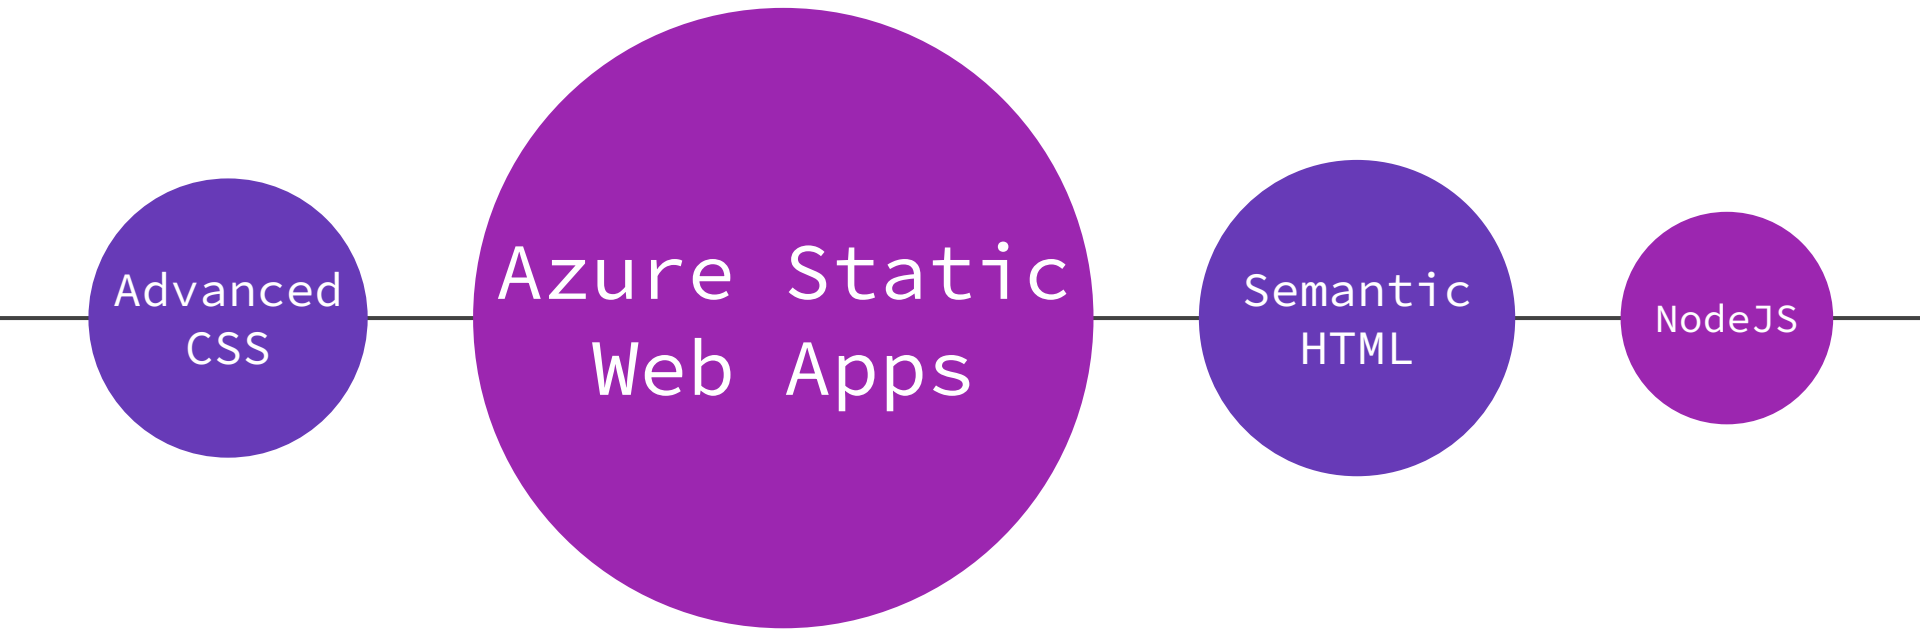 Advanced
CSS
Azure Static
Web Apps
Semantic
HTML
NodeJS